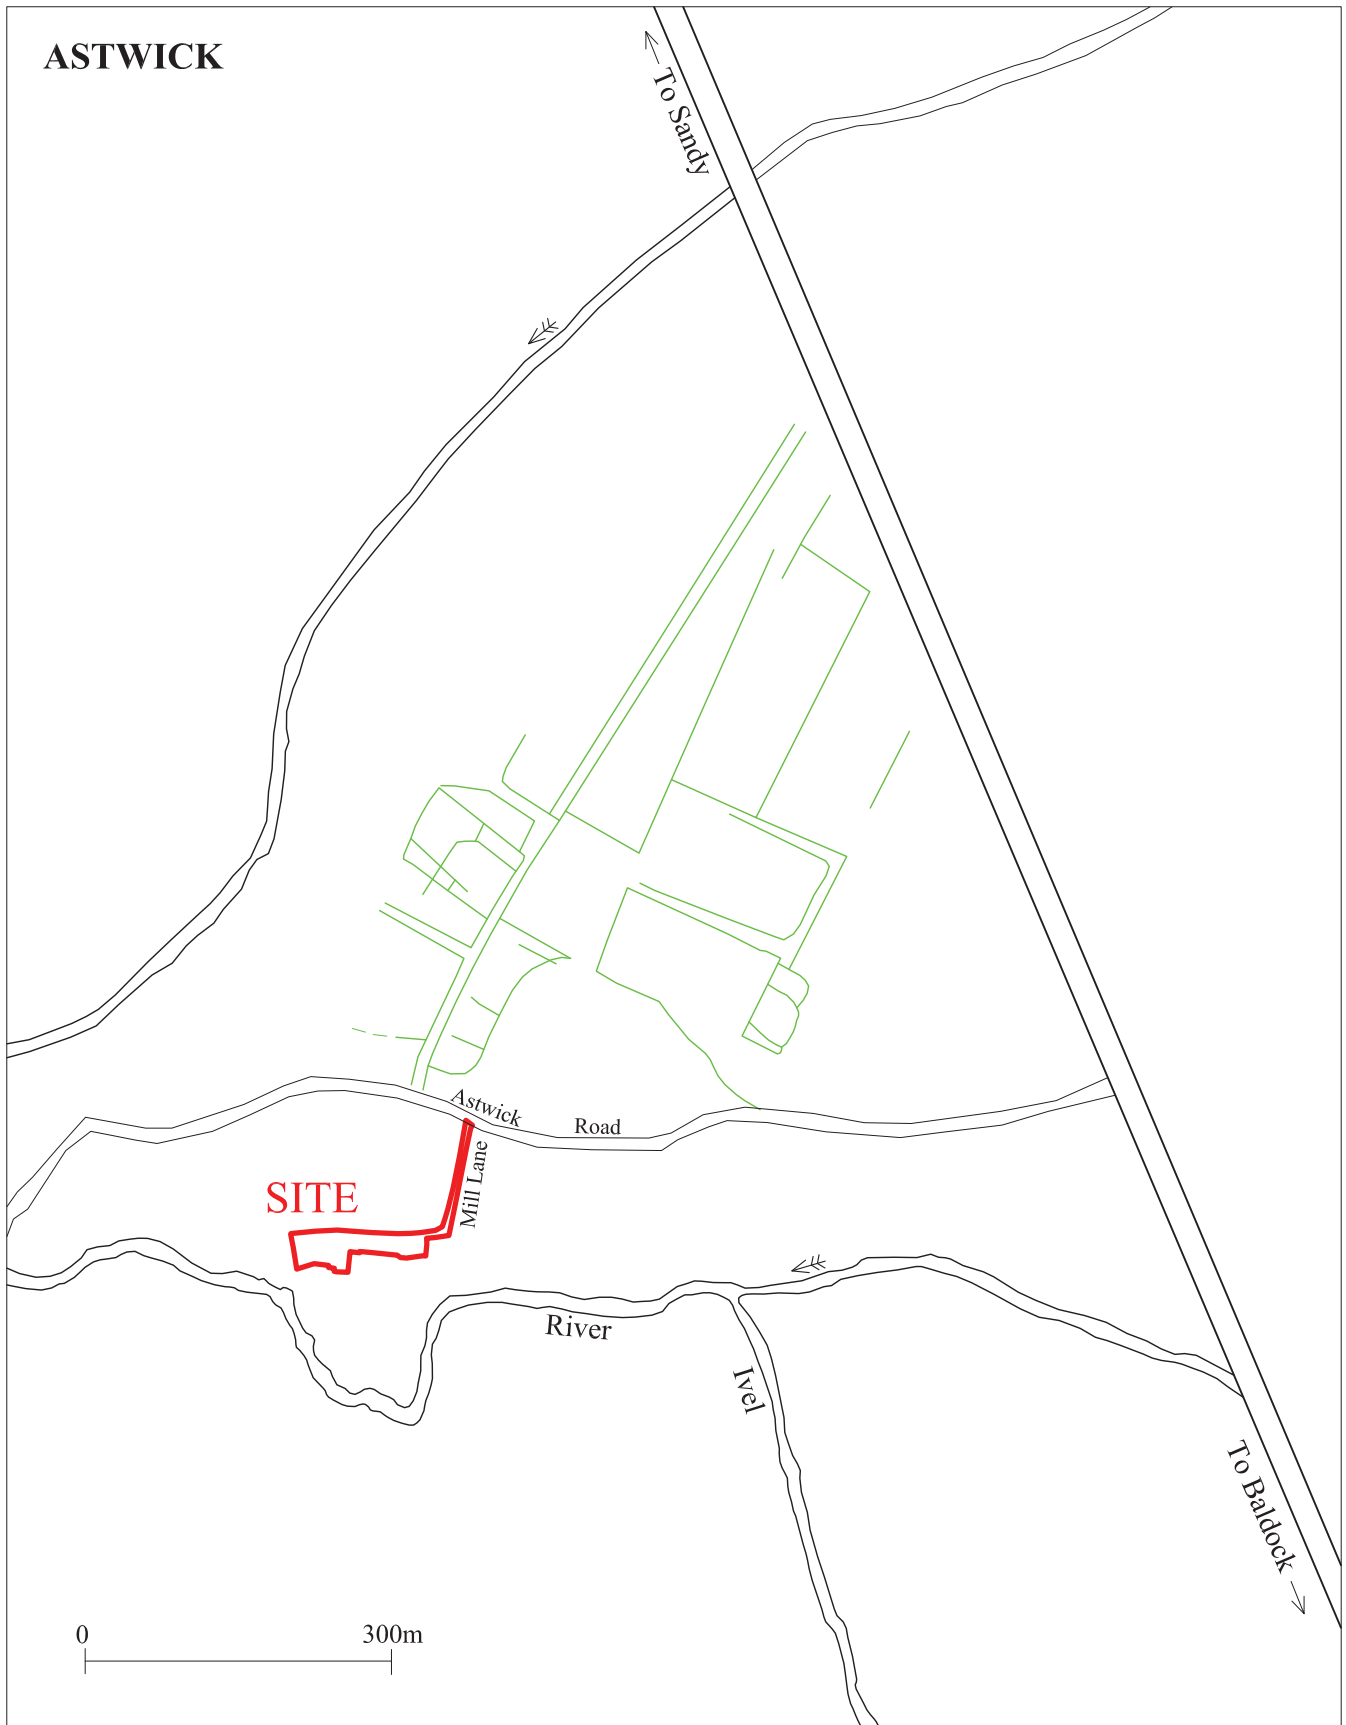 ASTWICK
To Sandy
Astwick
Road
Mill Lane
SITE
River
Ivel
To Baldock
0
300m